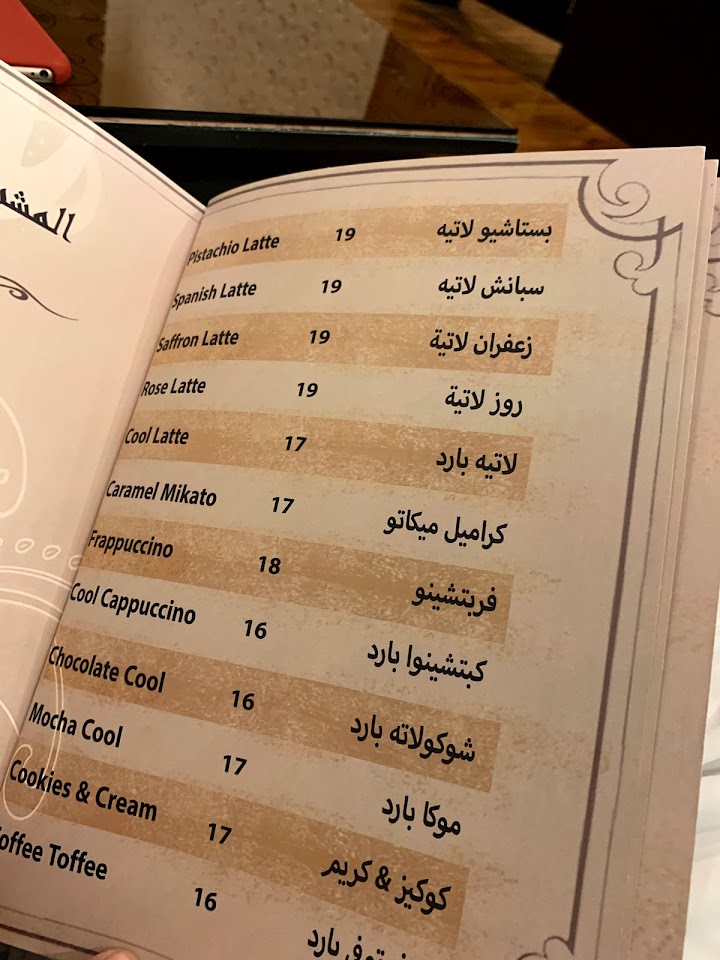 Pistachio Latte 19 بستاشيو لاتيه
Spanish Latte 19 سبانش لاتيه
Saffron Latte 19 زعفران لاتية
Rose Latte 19 روز لاتية
Cool Latte 17 لاتيه بارد
Caramel Mikato 17 كراميل ميكاتو
Frappuccino 18 فربتشينو
Cool Cappuccino 16 كبتشينوا بارد
Chocolate Cool 16 شوكولاته بارد
Mocha Cool 17 موكا بارد
Cookies & Cream 17 كوكيز & كريم
Toffee 16 بارد